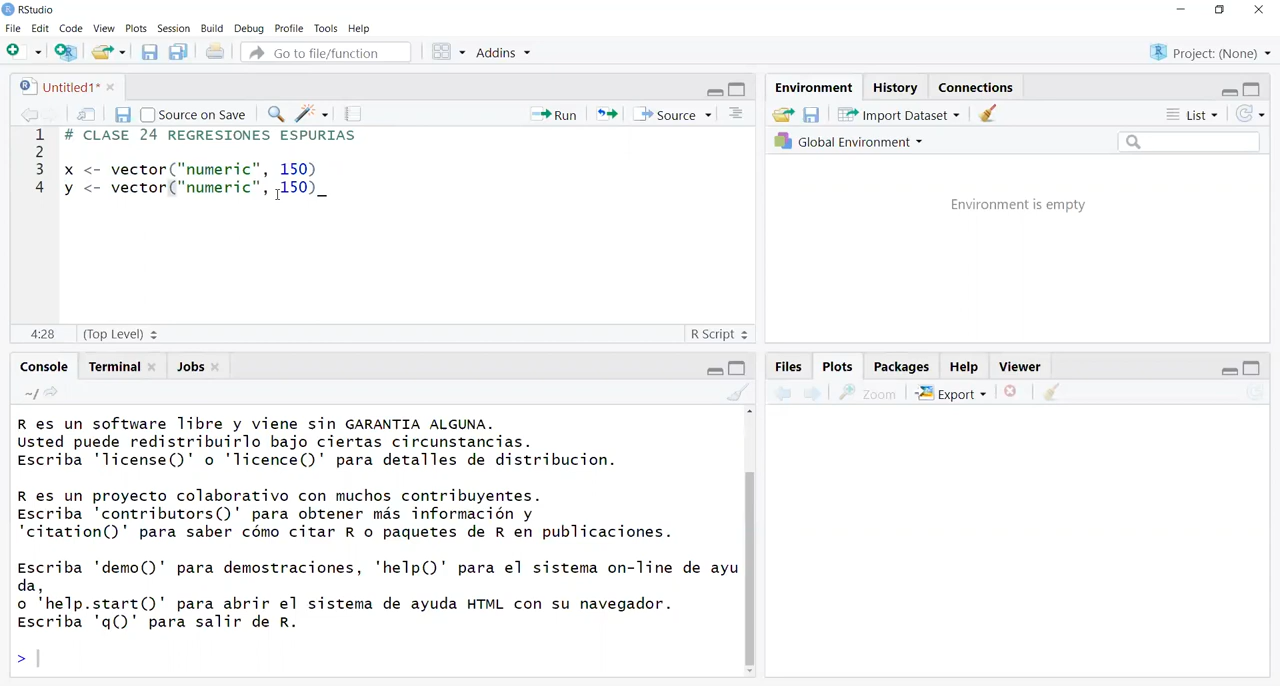 RStudio
File Edit Code View Plots Session Build Debug Profile Tools Help
Go to file/function Addins Project: (None)
Untitled1*
Source on Save Run Source
1 # CLASE 24 REGRESIONES ESPURIAS
2
3 x <- vector("numeric", 150)
4 y <- vector("numeric", 150)
4:28 (Top Level) R Script
Environment History Connections
Import Dataset List
Global Environment
Environment is empty
Console Terminal Jobs
~/
R es un software libre y viene sin GARANTIA ALGUNA.
Usted puede redistribuirlo bajo ciertas circunstancias.
Escriba 'license()' o 'licence()' para detalles de distribucion.
R es un proyecto colaborativo con muchos contribuyentes.
Escriba 'contributors()' para obtener más información y
'citation()' para saber cómo citar R o paquetes de R en publicaciones.
Escriba 'demo()' para demostraciones, 'help()' para el sistema on-line de ayu
da,
o 'help.start()' para abrir el sistema de ayuda HTML con su navegador.
Escriba 'q()' para salir de R.
>
Files Plots Packages Help Viewer
Zoom Export